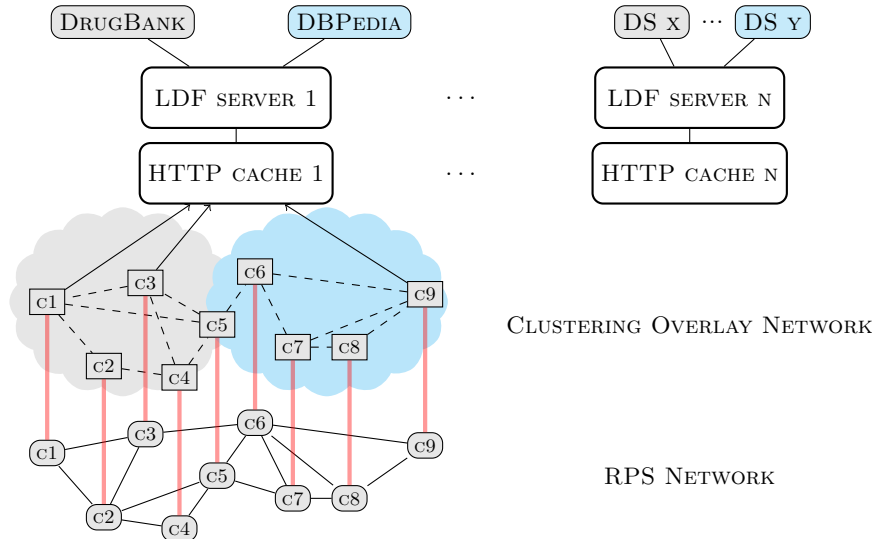 DrugBank DBPedia DS x ... DS y
LDF server 1 ... LDF server n
HTTP cache 1 ... HTTP cache n
c6
c3
c9
c1
c5
Clustering Overlay Network
c7 c8
c2
c4
c6
c3
c9
c1
c5
RPS Network
c7 c8
c2
c4